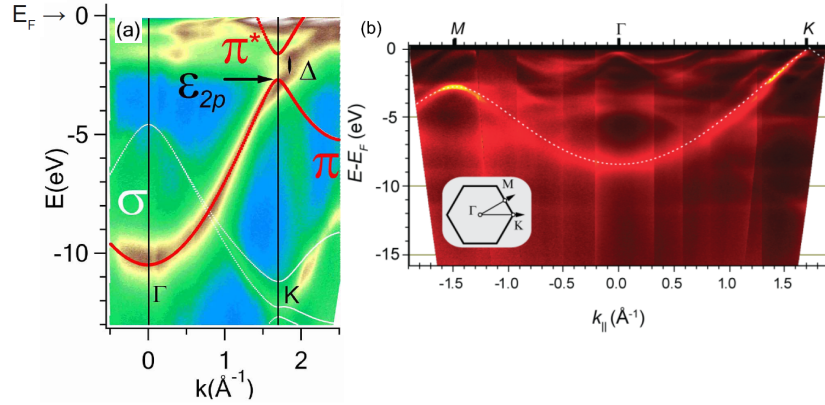 E_F →
(a)
0
-5
-10
E(eV)
π*
ε_2p
Δ
π
σ
Γ
K
0
1
2
k(Å⁻¹)
(b)
M
Γ
K
0
-5
-10
-15
E-E_F (eV)
M
Γ
K
-1.5
-1.0
-0.5
0.0
0.5
1.0
1.5
k_|| (Å⁻¹)